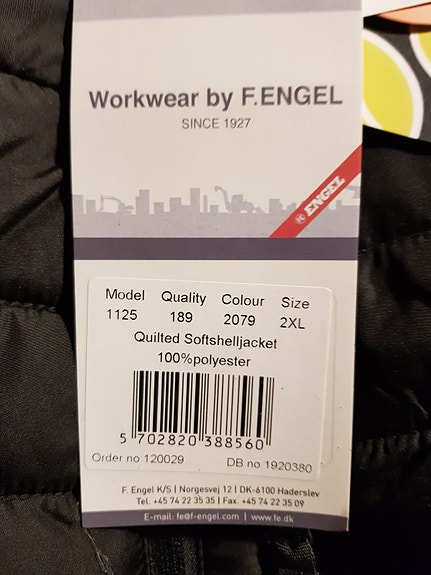 Workwear by F.ENGEL
SINCE 1927
FE ENGEL
Model Quality Colour Size
1125 189 2079 2XL
Quilted Softshelljacket
100%polyester
5 702820 388560
Order no 120029 DB no 1920380
F. Engel K/S | Norgesvej 12 | DK-6100 Haderslev
Tel. +45 74 22 35 35 | Fax. +45 74 22 35 09
E-mail: fe@f-engel.com | www.fe.dk